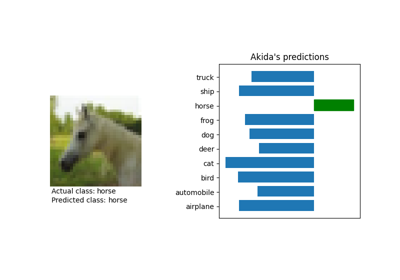 Akida's predictions
truck
ship
horse
frog
dog
deer
cat
bird
automobile
airplane
Actual class: horse
Predicted class: horse